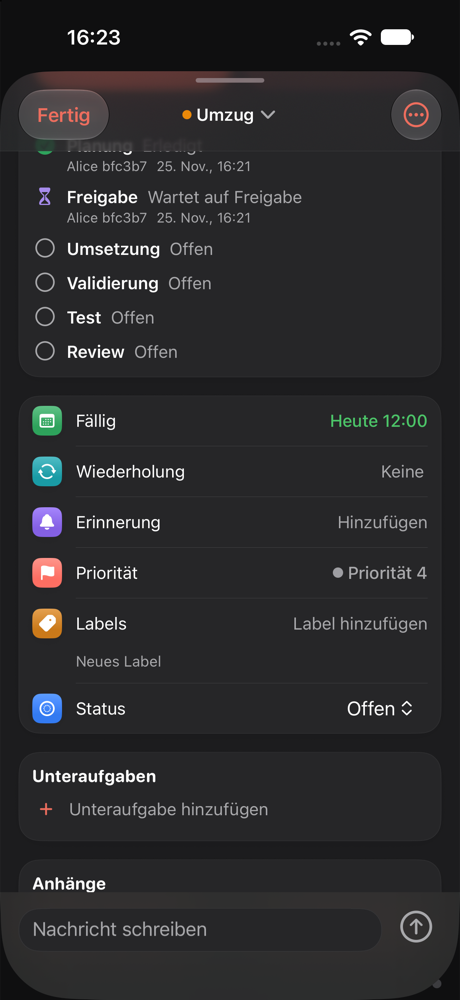 16:23
Fertig
Umzug
Planung Erledigt
Alice bfc3b7 25. Nov., 16:21
Freigabe Wartet auf Freigabe
Alice bfc3b7 25. Nov., 16:21
Umsetzung Offen
Validierung Offen
Test Offen
Review Offen
Fällig Heute 12:00
Wiederholung Keine
Erinnerung Hinzufügen
Priorität Priorität 4
Labels Label hinzufügen
Neues Label
Status Offen
Unteraufgaben
+ Unteraufgabe hinzufügen
Anhänge
Nachricht schreiben